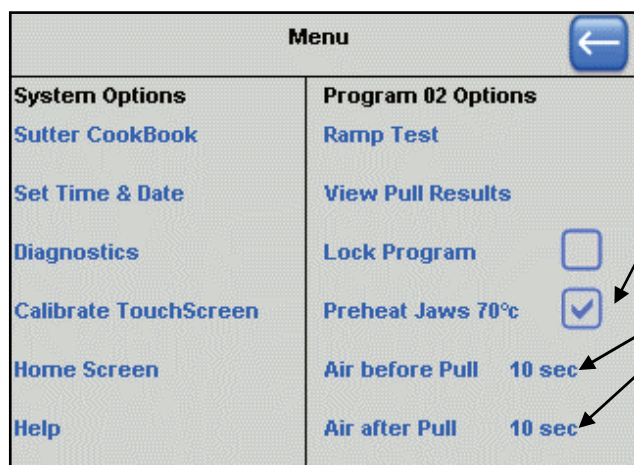 Menu
System Options
Sutter CookBook
Set Time & Date
Diagnostics
Calibrate TouchScreen
Home Screen
Help
Program 02 Options
Ramp Test
View Pull Results
Lock Program
Preheat Jaws 70°c
Air before Pull 10 sec
Air after Pull 10 sec